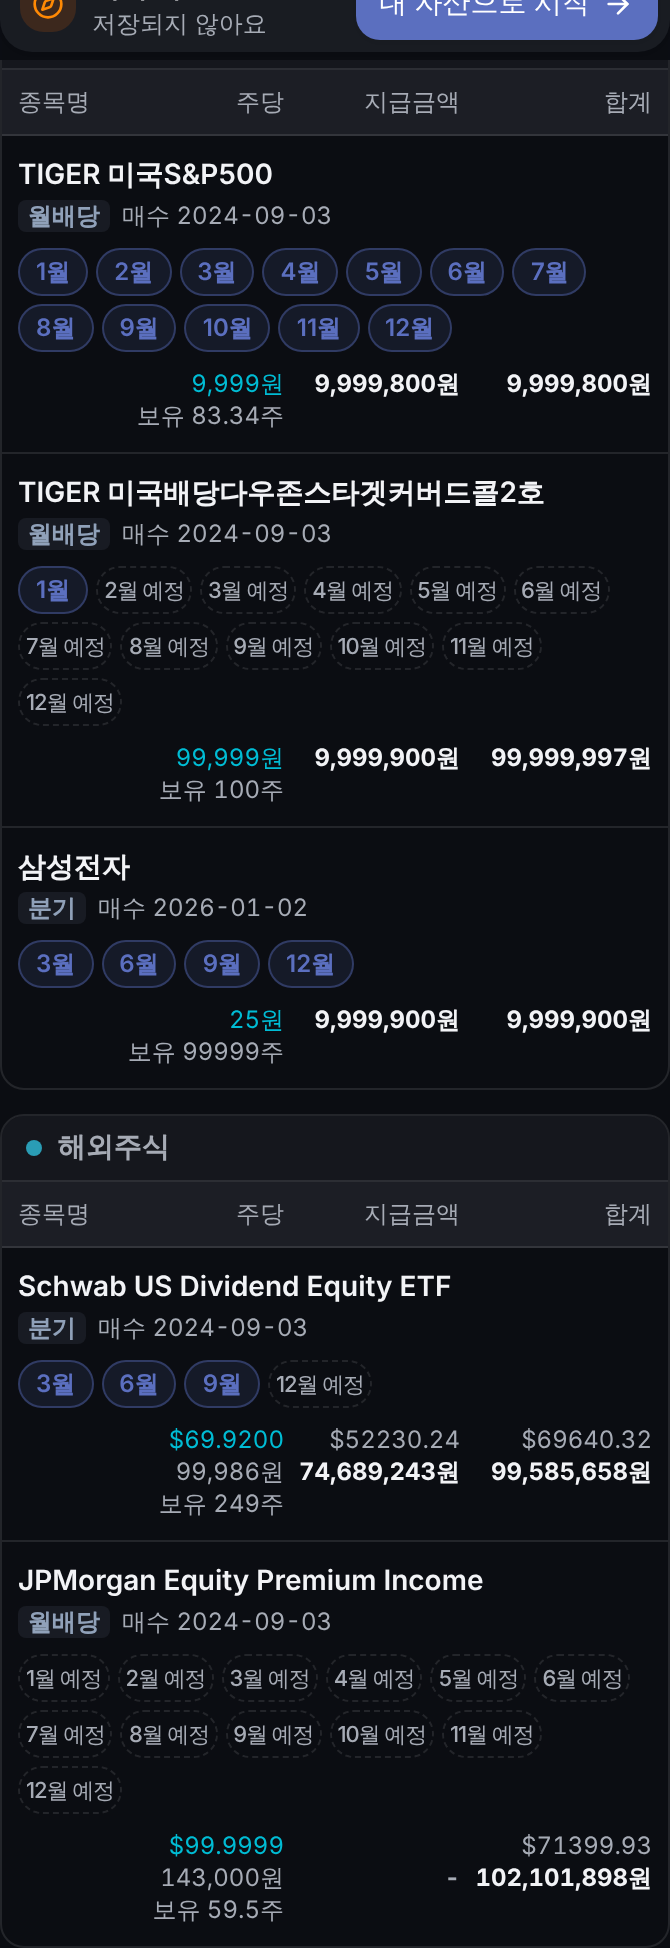 저장되지 않아요
내 자산으로 시작 →
종목명 주당 지급금액 합계
TIGER 미국S&P500
월배당 매수 2024-09-03
1월 2월 3월 4월 5월 6월 7월
8월 9월 10월 11월 12월
9,999원 9,999,800원 9,999,800원
보유 83.34주
TIGER 미국배당다우존스타겟커버드콜2호
월배당 매수 2024-09-03
1월 2월 예정 3월 예정 4월 예정 5월 예정 6월 예정
7월 예정 8월 예정 9월 예정 10월 예정 11월 예정
12월 예정
99,999원 9,999,900원 99,999,997원
보유 100주
삼성전자
분기 매수 2026-01-02
3월 6월 9월 12월
25원 9,999,900원 9,999,900원
보유 99999주
해외주식
종목명 주당 지급금액 합계
Schwab US Dividend Equity ETF
분기 매수 2024-09-03
3월 6월 9월 12월 예정
$69.9200 $52230.24 $69640.32
99,986원 74,689,243원 99,585,658원
보유 249주
JPMorgan Equity Premium Income
월배당 매수 2024-09-03
1월 예정 2월 예정 3월 예정 4월 예정 5월 예정 6월 예정
7월 예정 8월 예정 9월 예정 10월 예정 11월 예정
12월 예정
$99.9999 $71399.93
143,000원 - 102,101,898원
보유 59.5주